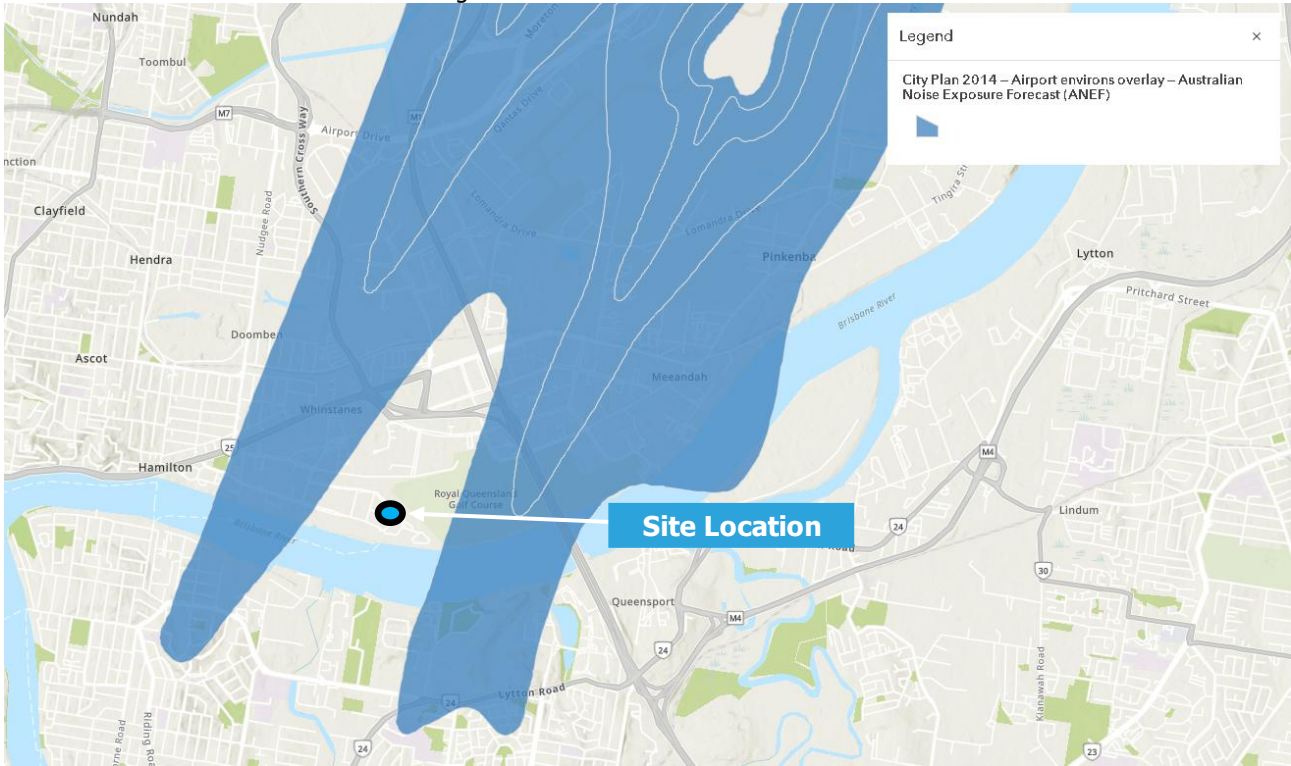 Nundah
Toombul
Legend
×
City Plan 2014 – Airport environs overlay – Australian
Noise Exposure Forecast (ANEF)
M7
Airport Drive
Qantas Drive
Moreton
Southern Cross Way
nction
Clayfield
Nudgee Road
Hendra
Lomandra Drive
Lomandra Drive
Tingira St
Pinkenba
Lytton
Pritchard Street
Brisbane River
Doomben
Ascot
Meeandah
Whinstanes
25
Hamilton
M4
Royal Queensland
Golf Course
Site Location
24
Lindum
Road
Brisbane River
30
Queensport
M4
24
Lytton Road
24
24
Riding Roa
rne Road
Kianawah Road
23